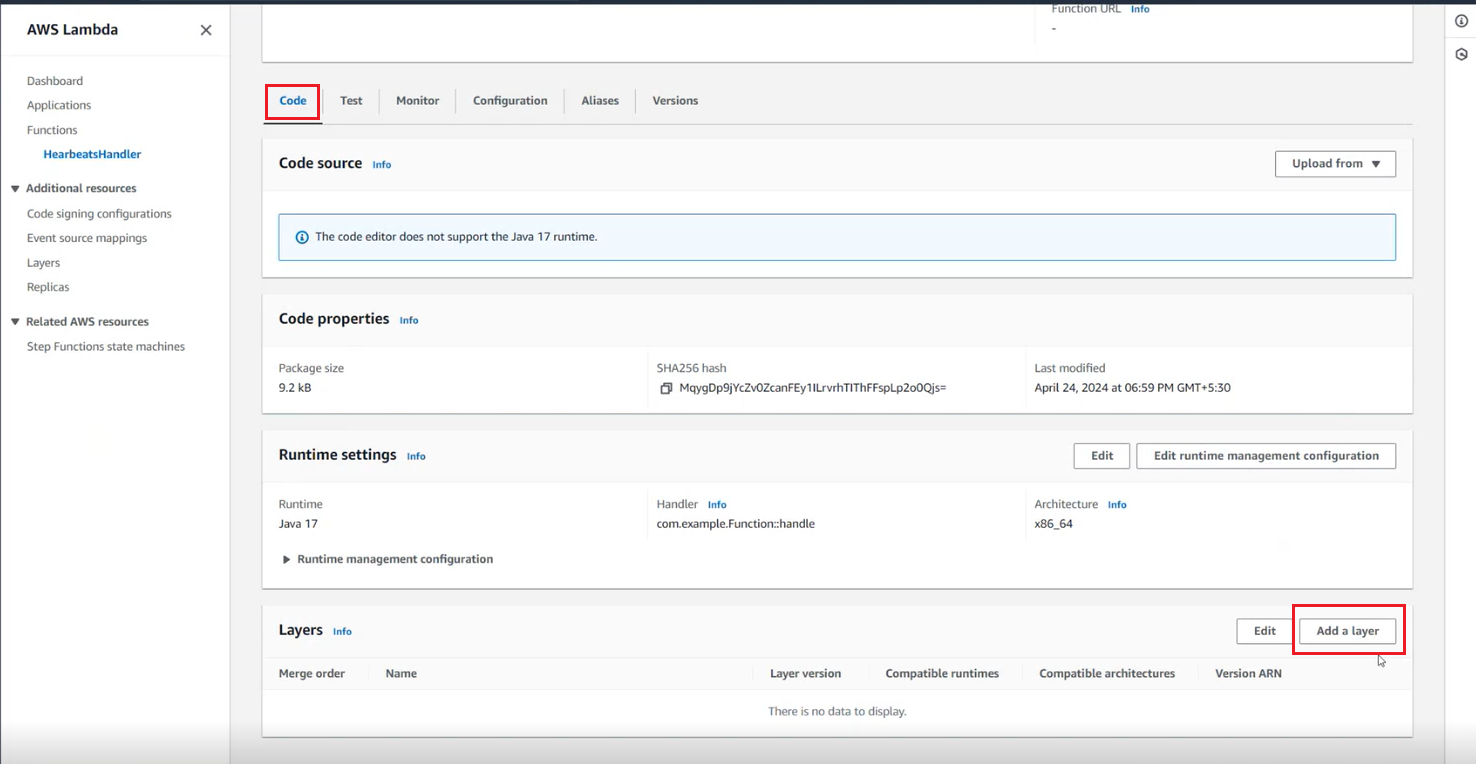 AWS Lambda
Dashboard
Applications
Functions
HearbeatsHandler
Additional resources
Code signing configurations
Event source mappings
Layers
Replicas
Related AWS resources
Step Functions state machines
Function URL Info
-
Code Test Monitor Configuration Aliases Versions
Code source Info Upload from
The code editor does not support the Java 17 runtime.
Code properties Info
Package size SHA256 hash Last modified
9.2 kB MqygDp9jYcZv0ZcanFEy1ILrvrhTIThFFspLp2o0Qjs= April 24, 2024 at 06:59 PM GMT+5:30
Runtime settings Info Edit Edit runtime management configuration
Runtime Handler Info Architecture Info
Java 17 com.example.Function::handle x86_64
Runtime management configuration
Layers Info Edit Add a layer
Merge order Name Layer version Compatible runtimes Compatible architectures Version ARN
There is no data to display.